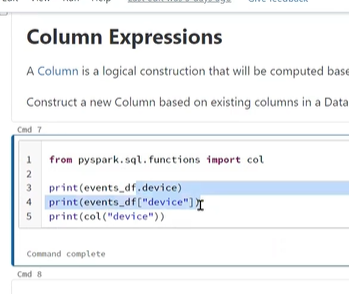 Column Expressions
A Column is a logical construction that will be computed base
Construct a new Column based on existing columns in a Data
Cmd 7
1 from pyspark.sql.functions import col
2
3 print(events_df.device)
4 print(events_df["device"])
5 print(col("device"))
Command complete
Cmd 8